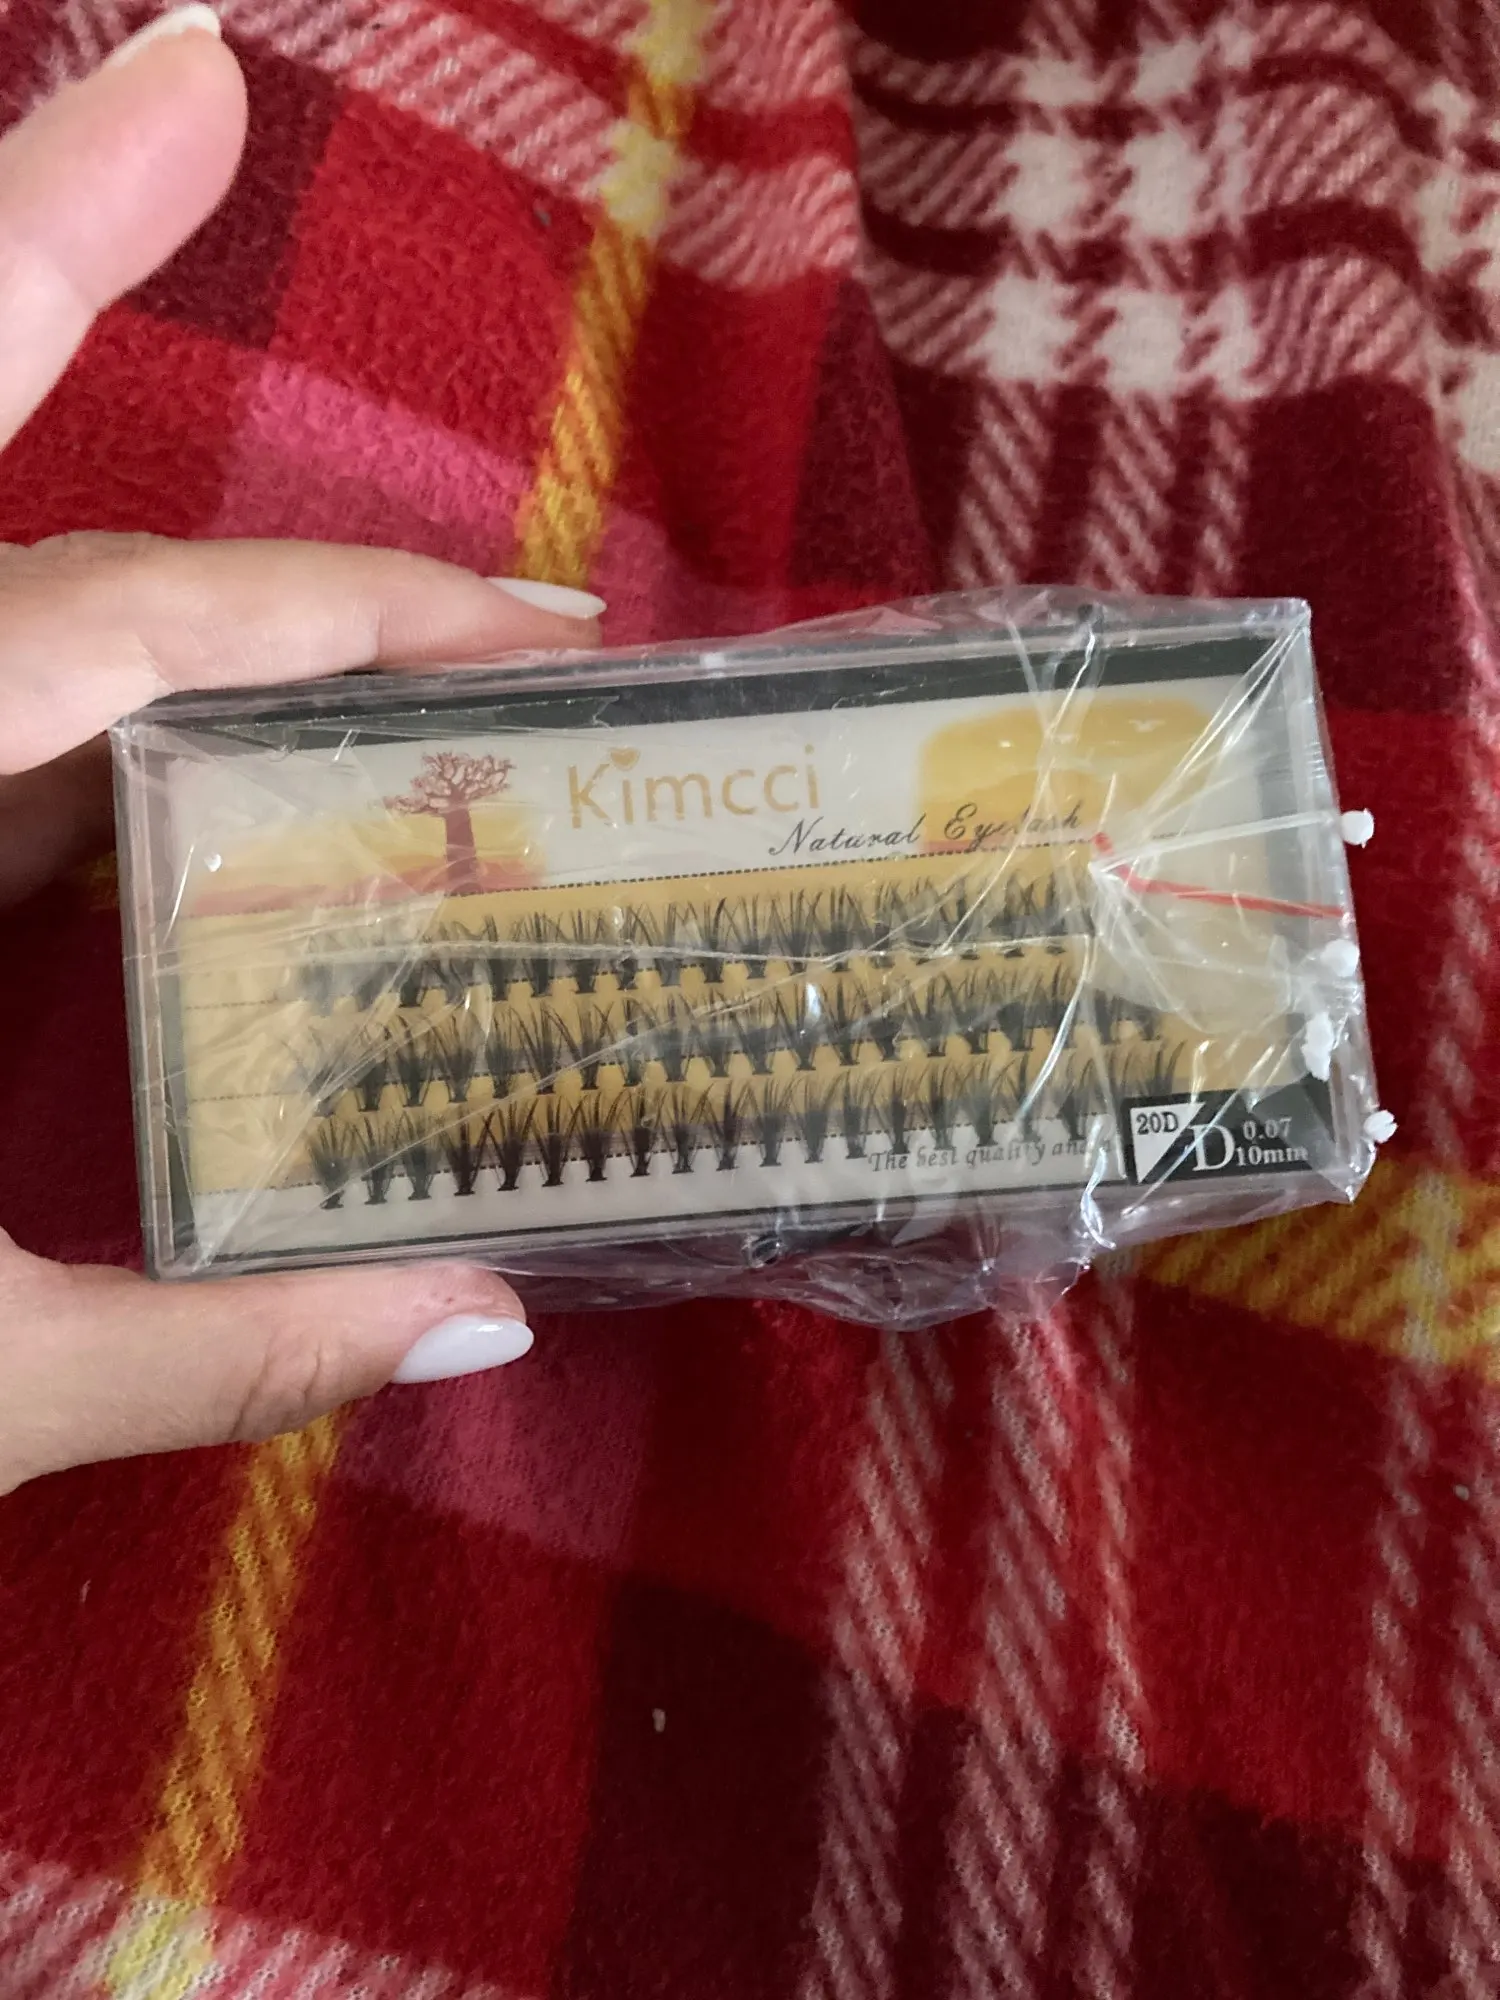 Kimcci
Natural Eyelash
The best quality and
20D
D
0.07
10mm